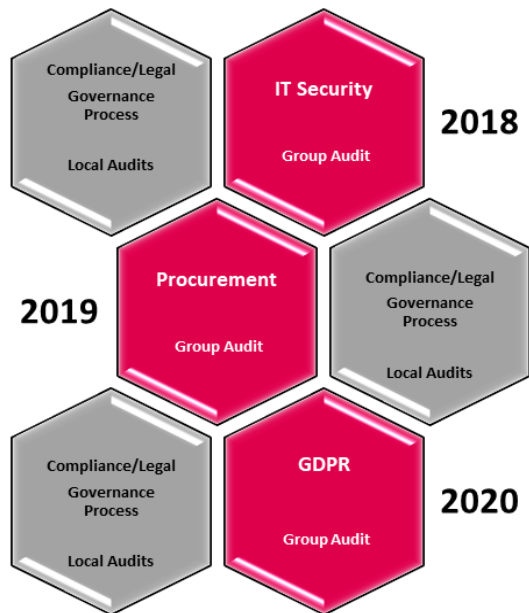 Compliance/Legal
Governance
Process
Local Audits
IT Security
Group Audit
2018
2019
Procurement
Group Audit
Compliance/Legal
Governance
Process
Local Audits
Compliance/Legal
Governance
Process
Local Audits
GDPR
Group Audit
2020